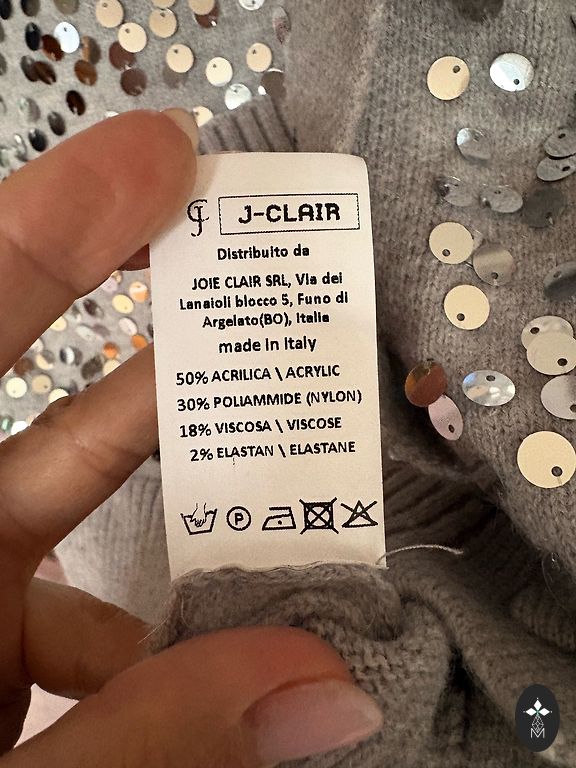 J-CLAIR
Distribuito da
JOIE CLAIR SRL, Via dei
Lanaioli blocco 5, Funo di
Argelato(BO), Italia
made in Italy
50% ACRILICA \ ACRYLIC
30% POLIAMMIDE (NYLON)
18% VISCOSA \ VISCOSE
2% ELASTAN \ ELASTANE
P
M